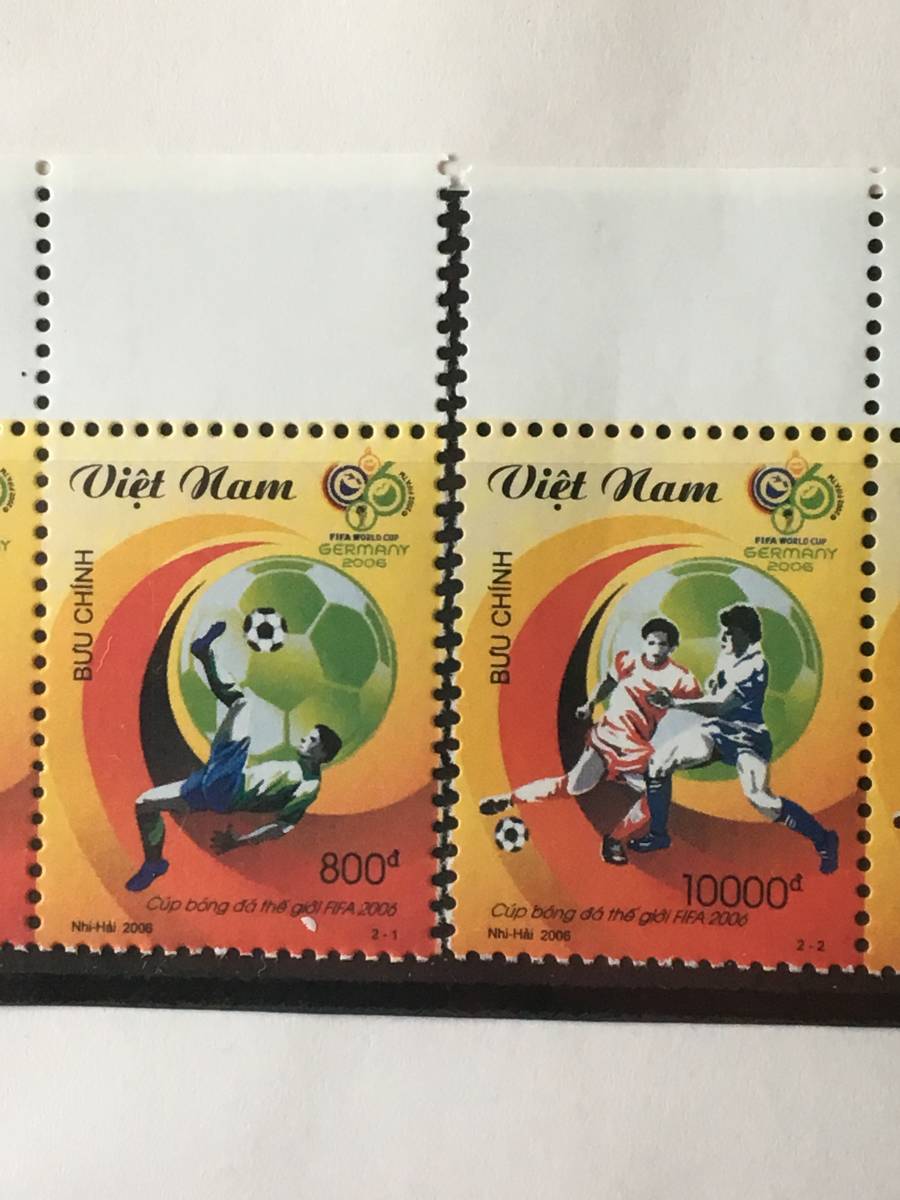 Việt Nam
FIFA WORLD CUP
GERMANY
2006
BƯU CHÍNH
800đ
Cúp bóng đá thế giới FIFA 2006
Nhi-Hải 2006
2 - 1
Việt Nam
FIFA WORLD CUP
GERMANY
2006
BƯU CHÍNH
10000đ
Cúp bóng đá thế giới FIFA 2006
Nhi-Hải 2006
2 - 2